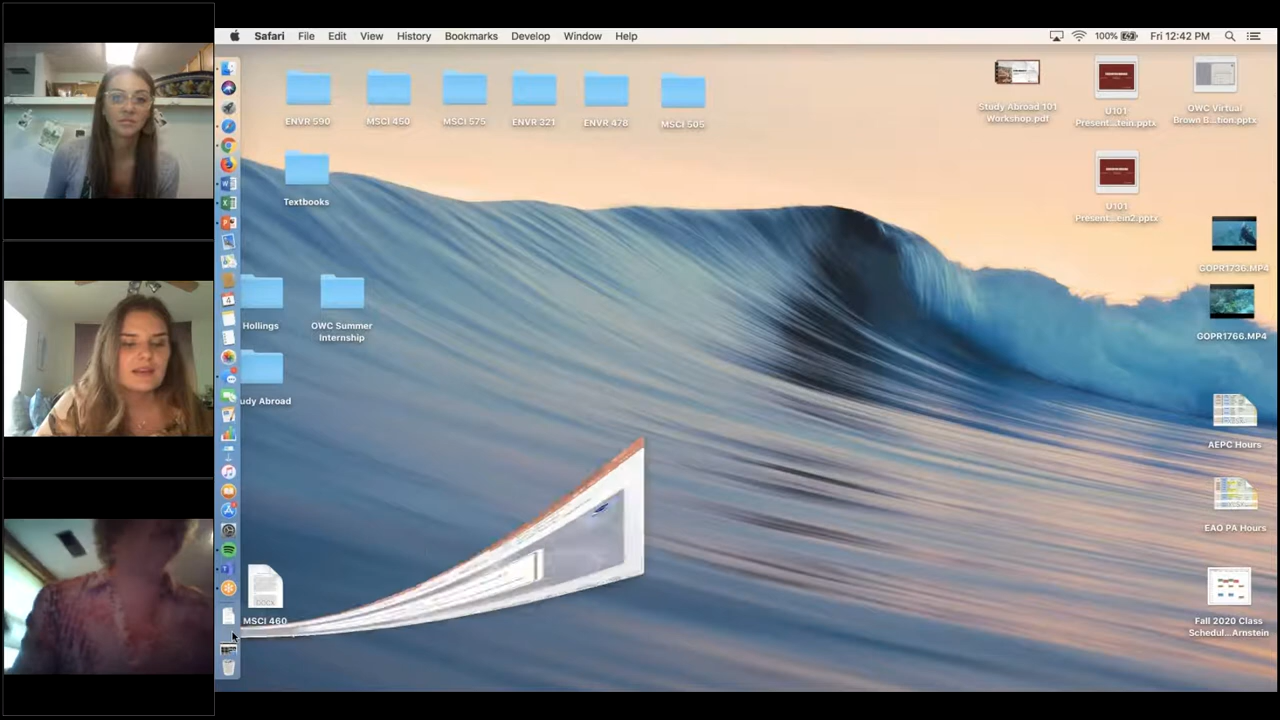 Safari File Edit View History Bookmarks Develop Window Help 100% Fri 12:42 PM
ENVR 590
MSCI 450
MSCI 575
ENVR 321
ENVR 478
MSCI 505
Study Abroad 101
Workshop.pdf
U101
Present...tein.pptx
OWC Virtual
Brown B...tion.pptx
Textbooks
U101
Present...ein2.pptx
GOPR1736.MP4
Hollings
OWC Summer
Internship
GOPR1766.MP4
udy Abroad
AEPC Hours
EAO PA Hours
DOCX
MSCI 460
Fall 2020 Class
Schedul...Arnstein